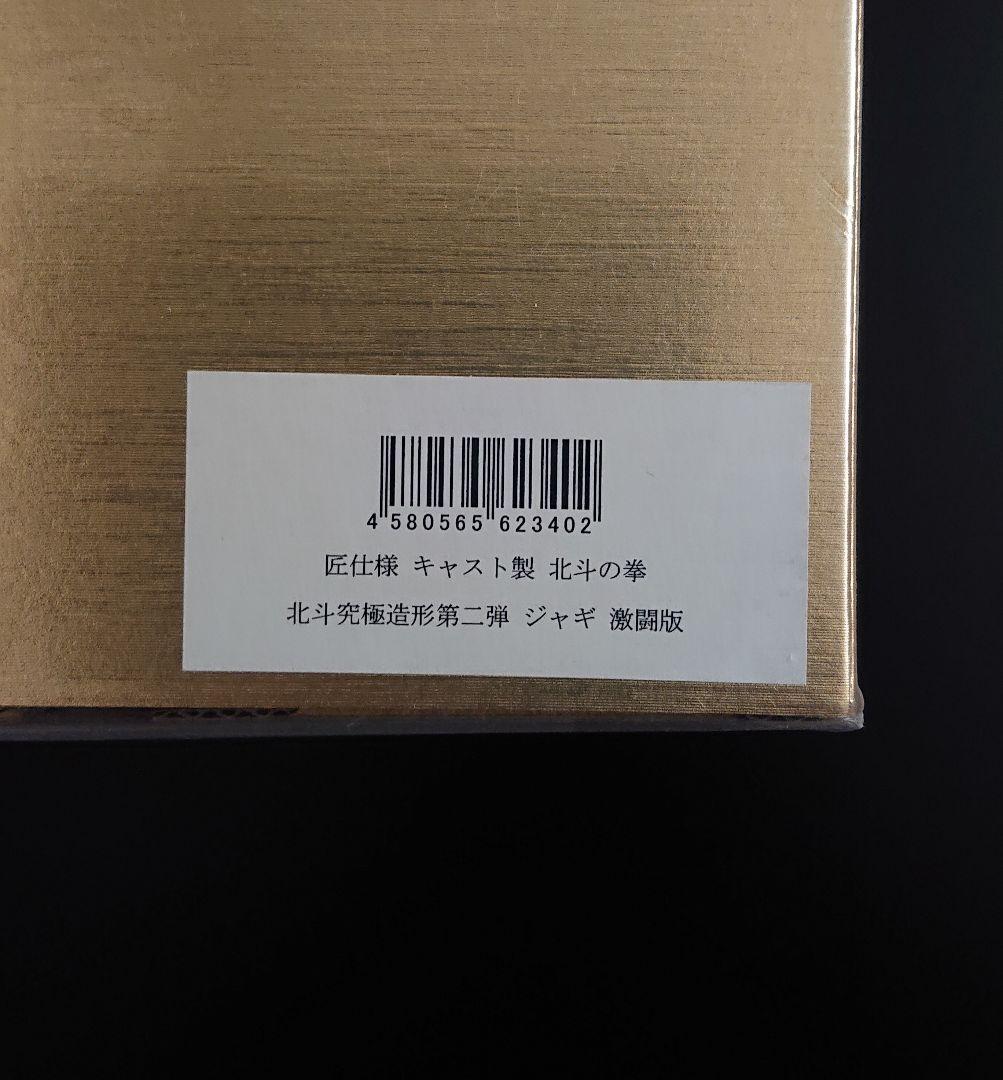 4 580565 623402
匠仕様 キャスト製 北斗の拳
北斗究極造形第二弾 ジャギ 激闘版